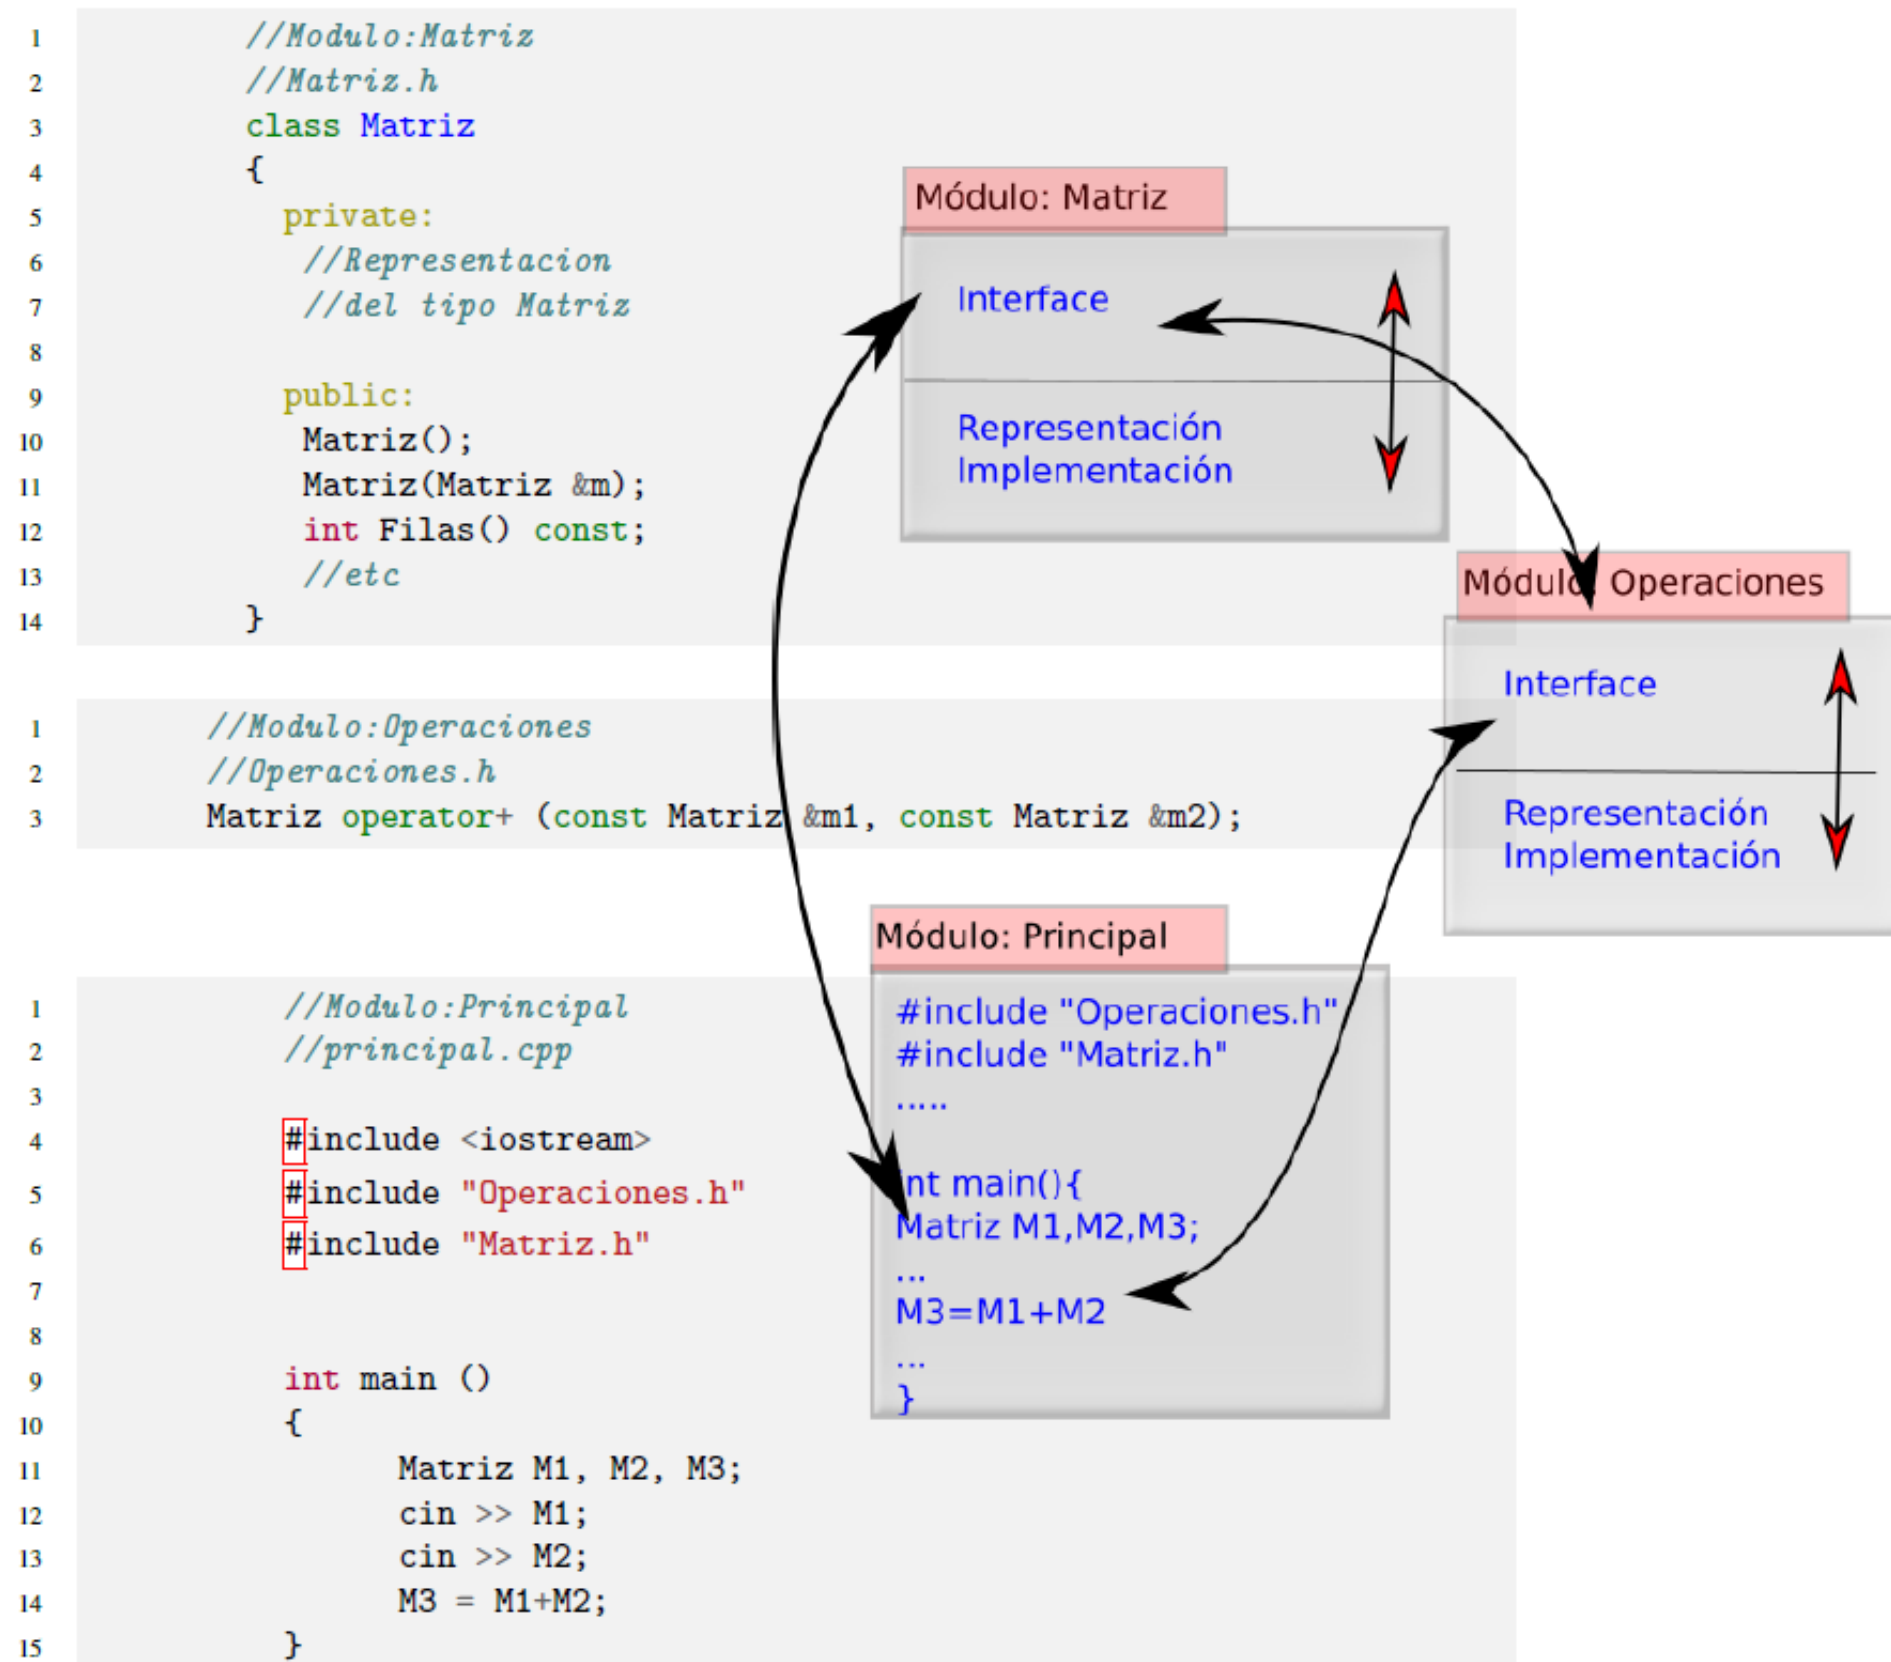 1 //Modulo:Matriz
2 //Matriz.h
3 class Matriz
4 {
5 private:
6 //Representacion
7 //del tipo Matriz
8
9 public:
10 Matriz();
11 Matriz(Matriz &m);
12 int Filas() const;
13 //etc
14 }
Módulo: Matriz
Interface
Representación
Implementación
Módulo: Operaciones
Interface
Representación
Implementación
1 //Modulo:Operaciones
2 //Operaciones.h
3 Matriz operator+ (const Matriz &m1, const Matriz &m2);
1 //Modulo:Principal
2 //principal.cpp
3
4 #include <iostream>
5 #include "Operaciones.h"
6 #include "Matriz.h"
7
8
9 int main ()
10 {
11 Matriz M1, M2, M3;
12 cin >> M1;
13 cin >> M2;
14 M3 = M1+M2;
15 }
Módulo: Principal
#include "Operaciones.h"
#include "Matriz.h"
.....
int main(){
Matriz M1,M2,M3;
...
M3=M1+M2
...
}